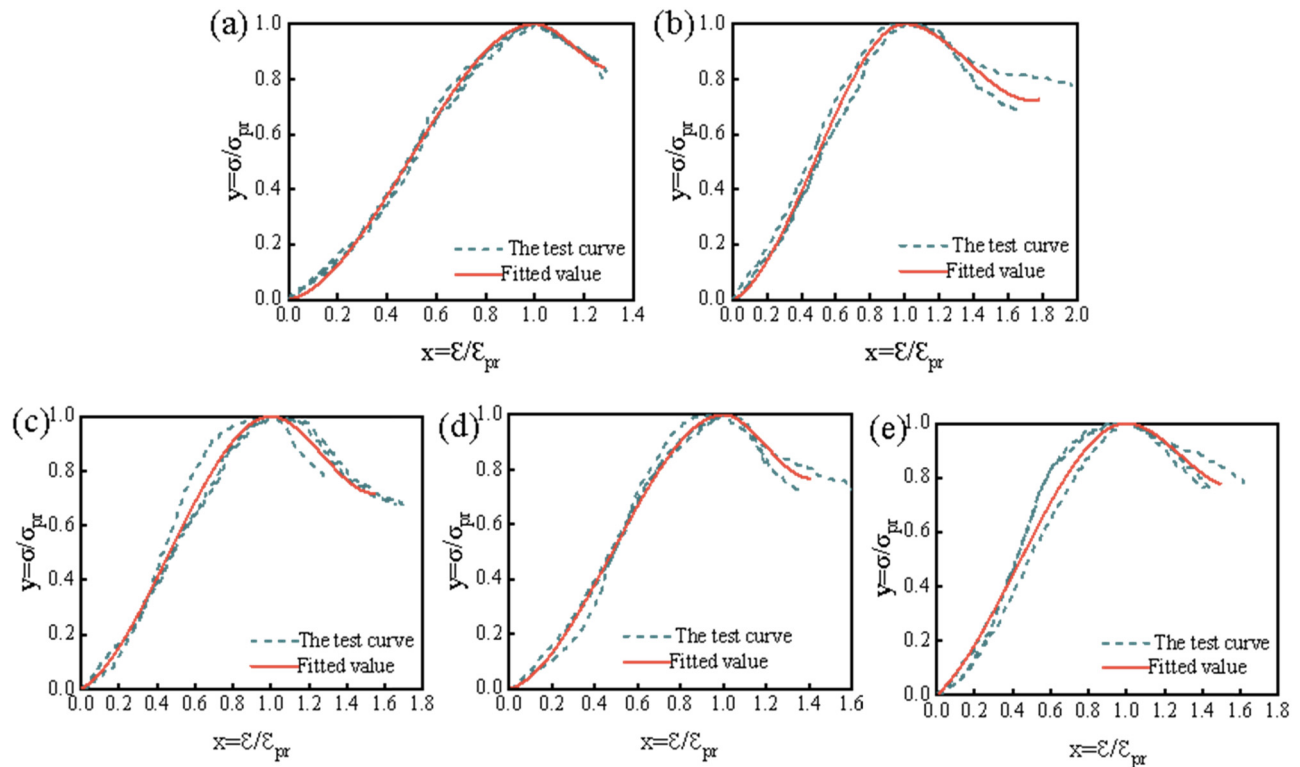 (a)
y=σ/σpr
1.0
0.8
0.6
0.4
0.2
0.0
The test curve
Fitted value
0.0 0.2 0.4 0.6 0.8 1.0 1.2 1.4
x=ε/εpr
(b)
y=σ/σpr
1.0
0.8
0.6
0.4
0.2
0.0
The test curve
Fitted value
0.0 0.2 0.4 0.6 0.8 1.0 1.2 1.4 1.6 1.8 2.0
x=ε/εpr
(c)
y=σ/σpr
1.0
0.8
0.6
0.4
0.2
0.0
The test curve
Fitted value
0.0 0.2 0.4 0.6 0.8 1.0 1.2 1.4 1.6 1.8
x=ε/εpr
(d)
y=σ/σpr
1.0
0.8
0.6
0.4
0.2
0.0
The test curve
Fitted value
0.0 0.2 0.4 0.6 0.8 1.0 1.2 1.4 1.6
x=ε/εpr
(e)
y=σ/σpr
1.0
0.8
0.6
0.4
0.2
0.0
The test curve
Fitted value
0.0 0.2 0.4 0.6 0.8 1.0 1.2 1.4 1.6 1.8
x=ε/εpr